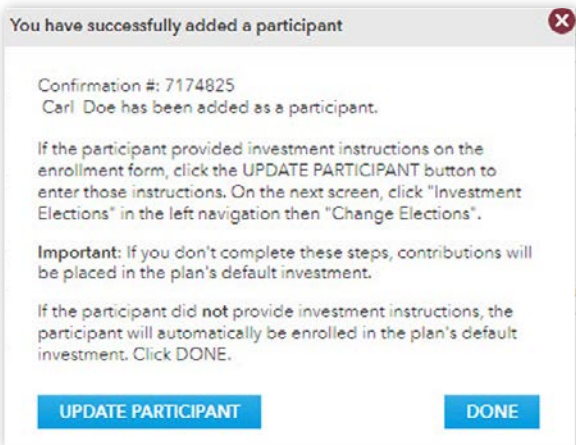 You have successfully added a participant
Confirmation #: 7174825
Carl Doe has been added as a participant.
If the participant provided investment instructions on the
enrollment form, click the UPDATE PARTICIPANT button to
enter those instructions. On the next screen, click "Investment
Elections" in the left navigation then "Change Elections".
Important: If you don't complete these steps, contributions will
be placed in the plan's default investment.
If the participant did not provide investment instructions, the
participant will automatically be enrolled in the plan's default
investment. Click DONE.
UPDATE PARTICIPANT
DONE